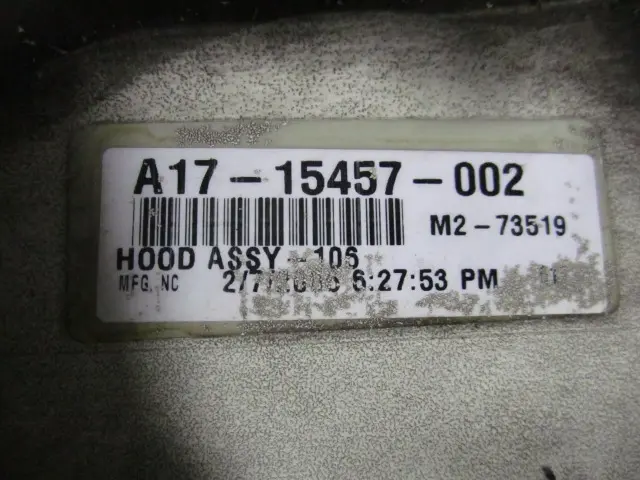 A17-15457-002
M2-73519
HOOD ASSY -106
MFG. NC 6:27:53 PM